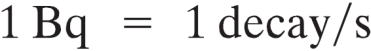 1 Bq = 1 decay/s